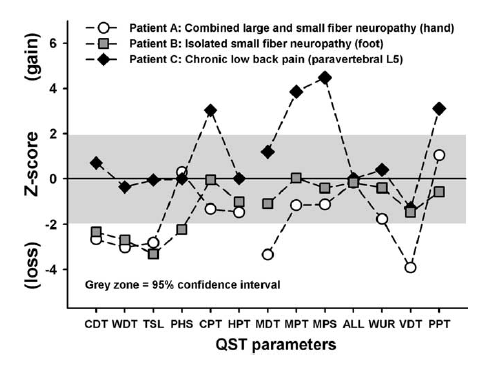 Patient A: Combined large and small fiber neuropathy (hand)
Patient B: Isolated small fiber neuropathy (foot)
Patient C: Chronic low back pain (paravertebral L5)
(gain)
Z-score
(loss)
6
4
2
0
-2
-4
Grey zone = 95% confidence interval
CDT WDT TSL PHS CPT HPT MDT MPT MPS ALL WUR VDT PPT
QST parameters